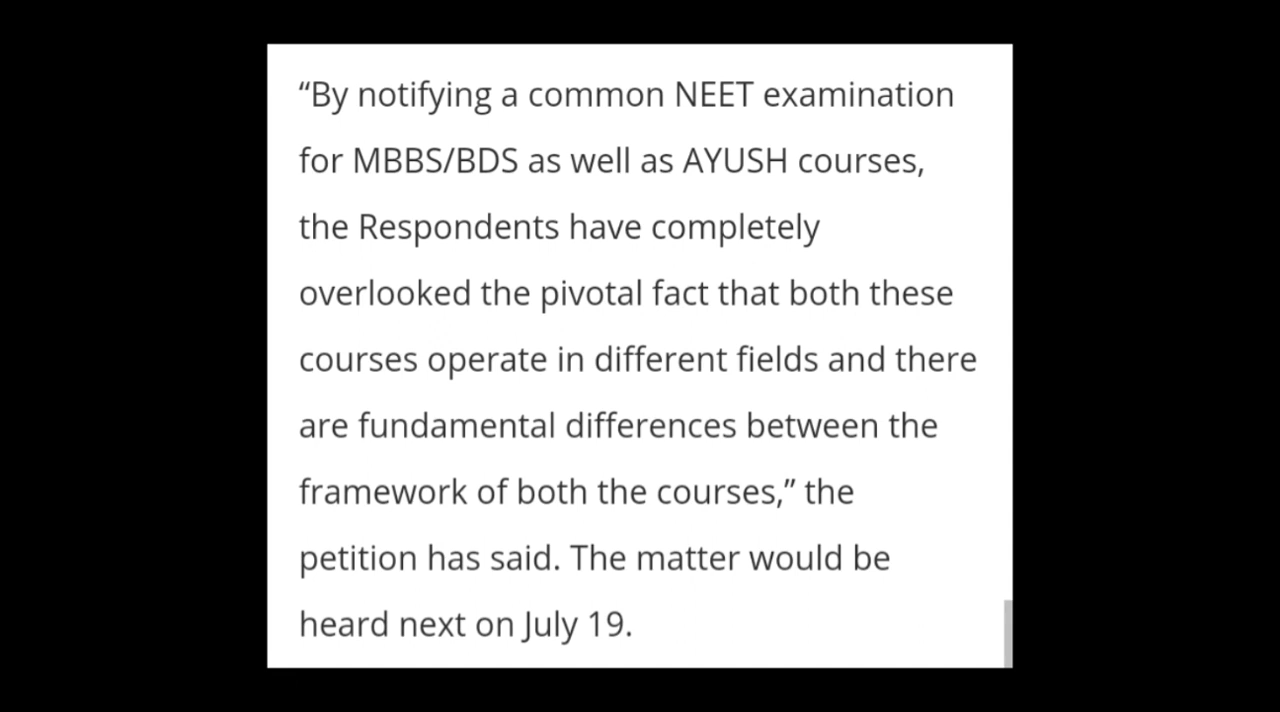 “By notifying a common NEET examination
for MBBS/BDS as well as AYUSH courses,
the Respondents have completely
overlooked the pivotal fact that both these
courses operate in different fields and there
are fundamental differences between the
framework of both the courses,” the
petition has said. The matter would be
heard next on July 19.